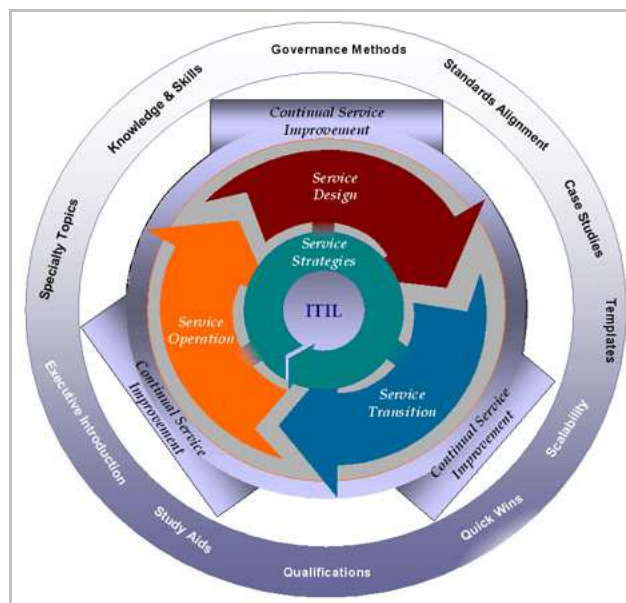 Governance Methods
Standards Alignment
Case Studies
Templates
Scalability
Quick Wins
Qualifications
Study Aids
Executive Introduction
Specialty Topics
Knowledge & Skills
Continual Service
Improvement
Service
Design
Service
Strategies
ITIL
Service
Operation
Service
Transition
Continual Service
Improvement
Continual Service
Improvement